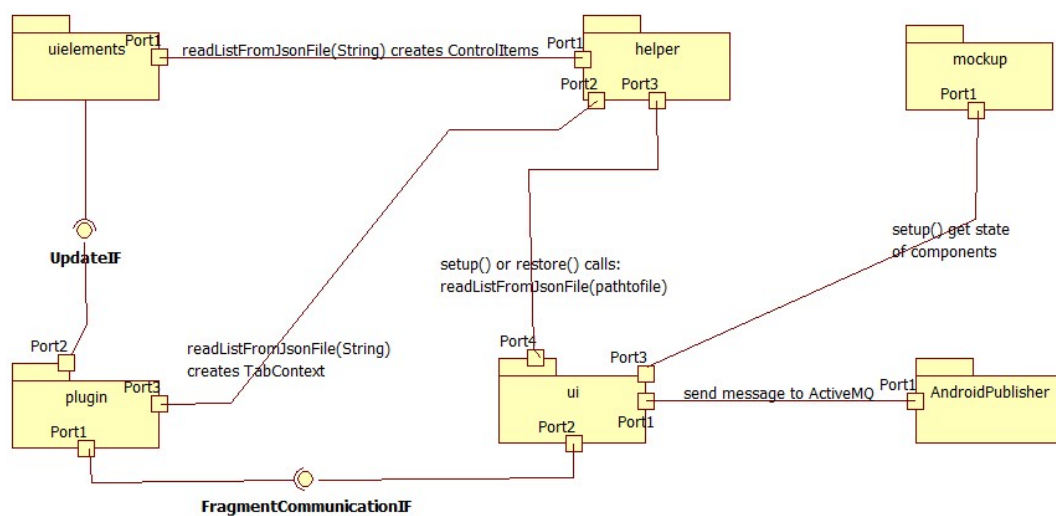 uielements
Port1
readListFromJsonFile(String) creates ControlItems
Port1
helper
Port2
Port3
mockup
Port1
UpdateIF
setup() get state
of components
setup() or restore() calls:
readListFromJsonFile(pathtofile)
Port2
readListFromJsonFile(String)
creates TabContext
Port4
Port3
plugin
Port3
Port1
ui
Port2
Port1
send message to ActiveMQ
Port1
AndroidPublisher
FragmentCommunicationIF